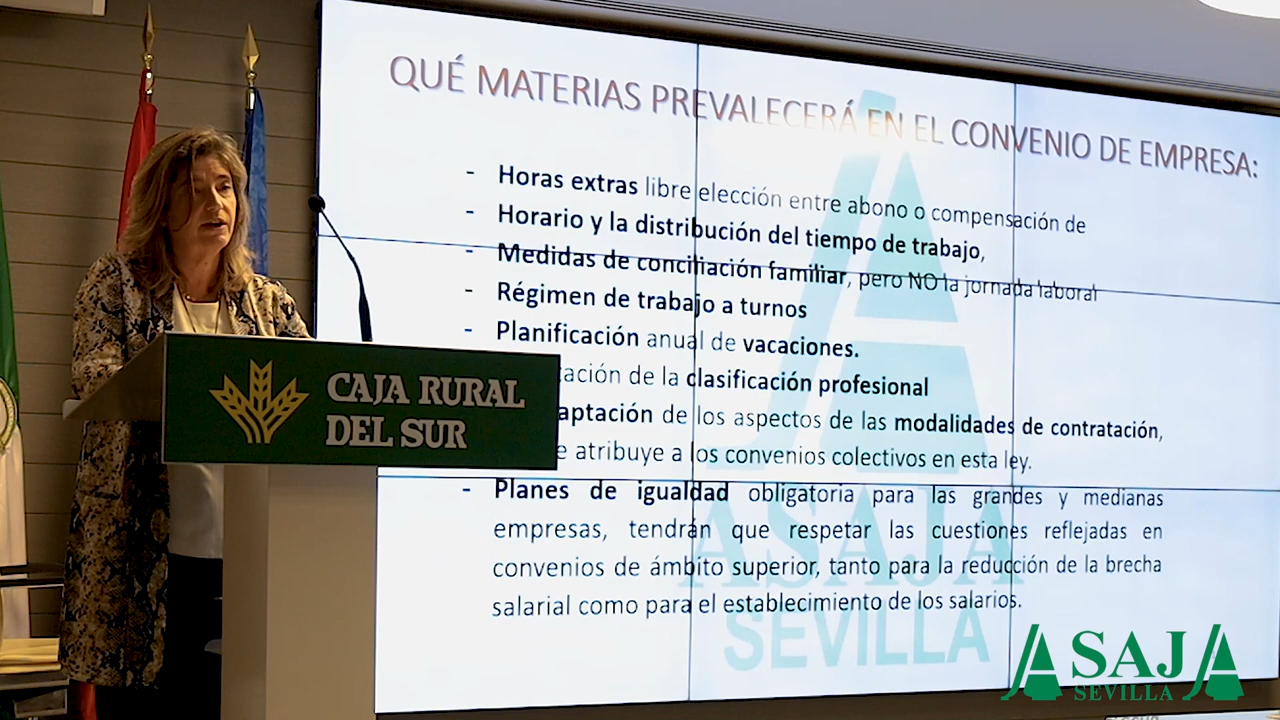 QUÉ MATERIAS PREVALECERÁ EN EL CONVENIO DE EMPRESA:
- Horas extras libre elección entre abono o compensación de
- Horario y la distribución del tiempo de trabajo,
- Medidas de conciliación familiar, pero NO la jornada laboral
- Régimen de trabajo a turnos
- Planificación anual de vacaciones.
de la clasificación profesional
de los aspectos de las modalidades de contratación,
atribuye a los convenios colectivos en esta ley.
- Planes de igualdad obligatoria para las grandes y medianas
empresas, tendrán que respetar las cuestiones reflejadas en
convenios de ámbito superior, tanto para la reducción de la brecha
salarial como para el establecimiento de los salarios.
ASAJA
SEVILLA
CAJA RURAL
DEL SUR
ASAJA
SEVILLA